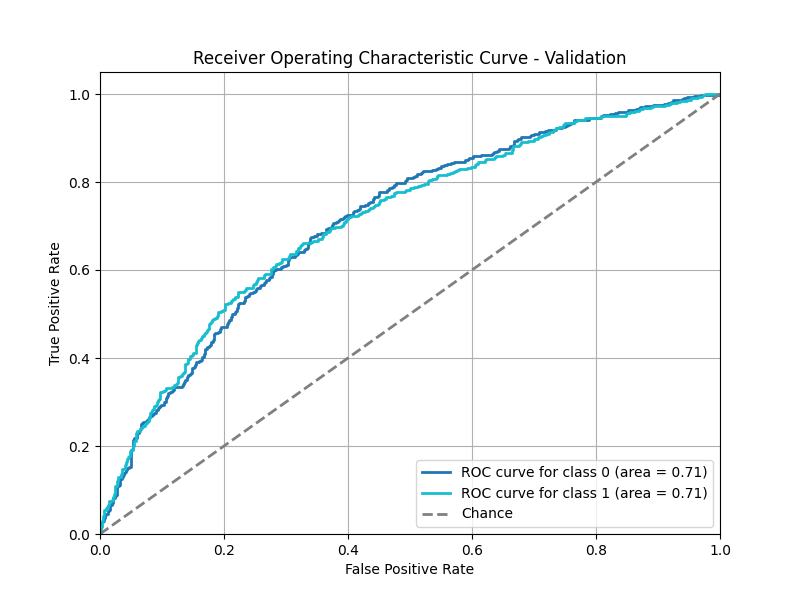 Receiver Operating Characteristic Curve - Validation
True Positive Rate
1.0
0.8
0.6
0.4
0.2
0.0
0.0 0.2 0.4 0.6 0.8 1.0
False Positive Rate
ROC curve for class 0 (area = 0.71)
ROC curve for class 1 (area = 0.71)
Chance